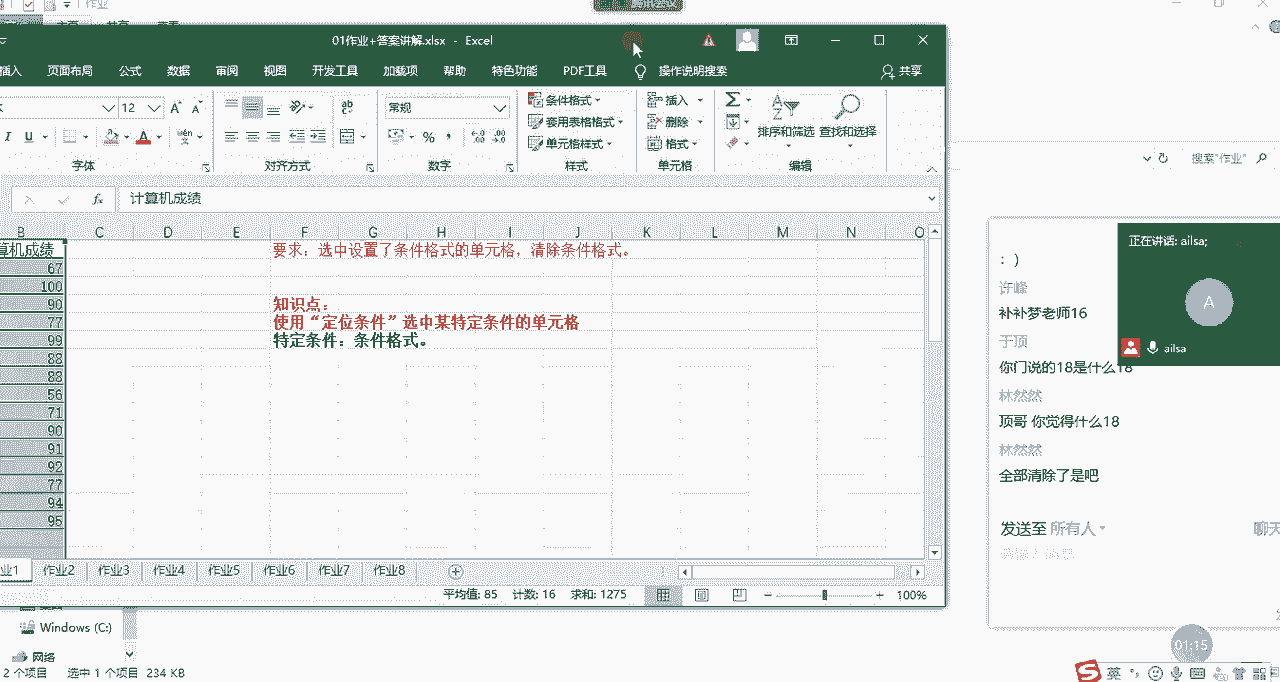 作业
腾讯会议
01作业+答案讲解.xlsx - Excel
插入 页面布局 公式 数据 审阅 视图 开发工具 加载项 帮助 特色功能 PDF工具 操作说明搜索 共享
12 常规 条件格式 插入
套用表格格式 删除 排序和筛选 查找和选择
单元格样式 格式
字体 对齐方式 数字 样式 单元格 编辑
fx 计算机成绩
搜索"作业"
B C D E F G H I J K L M N O
算机成绩 要求：选中设置了条件格式的单元格，清除条件格式。
67
100
90 知识点：
77 使用“定位条件”选中某特定条件的单元格
99 特定条件：条件格式。
88
88
56
71
90
91
92
77
94
95
业1 作业2 作业3 作业4 作业5 作业6 作业7 作业8
平均值: 85 计数: 16 求和: 1275 100%
Windows (C:)
网络
2 个项目 选中 1 个项目 234 KB
正在讲话: ailsa;
A
ailsa
：)
许峰
补补梦老师16
于顶
你门说的18是什么18
林然然
顶哥 你觉得什么18
林然然
全部清除了是吧
发送至 所有人 聊天
01:15
英